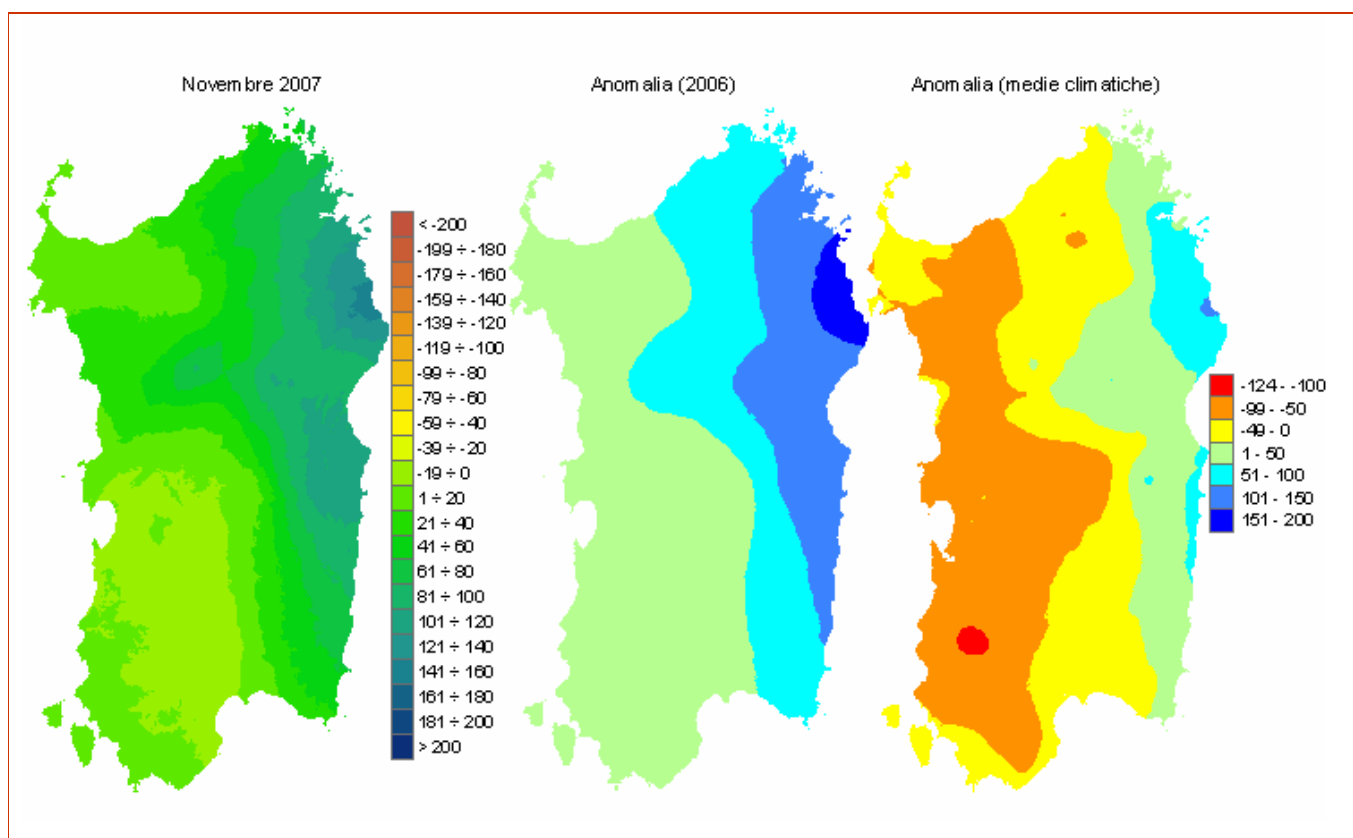 Novembre 2007
Anomalia (2006)
Anomalia (medie climatiche)
< -200
-199 ÷ -180
-179 ÷ -160
-159 ÷ -140
-139 ÷ -120
-119 ÷ -100
-99 ÷ -80
-79 ÷ -60
-59 ÷ -40
-39 ÷ -20
-19 ÷ 0
1 ÷ 20
21 ÷ 40
41 ÷ 60
61 ÷ 80
81 ÷ 100
101 ÷ 120
121 ÷ 140
141 ÷ 160
161 ÷ 180
181 ÷ 200
> 200
-124 - -100
-99 - -50
-49 - 0
1 - 50
51 - 100
101 - 150
151 - 200